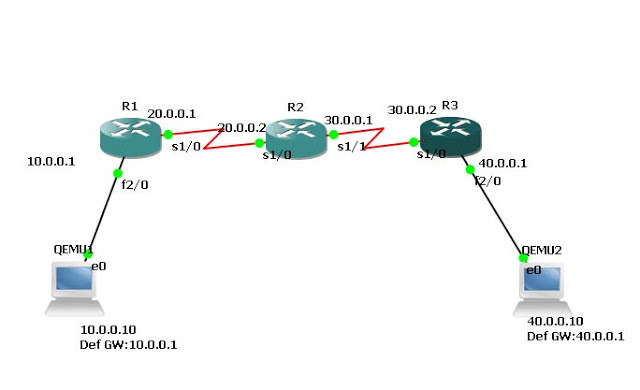 R1
R2
R3
20.0.0.1
20.0.0.2
30.0.0.1
30.0.0.2
s1/0
s1/0
s1/1
s1/0
10.0.0.1
40.0.0.1
f2/0
f2/0
QEMU1
e0
QEMU2
e0
10.0.0.10
Def GW:10.0.0.1
40.0.0.10
Def GW:40.0.0.1